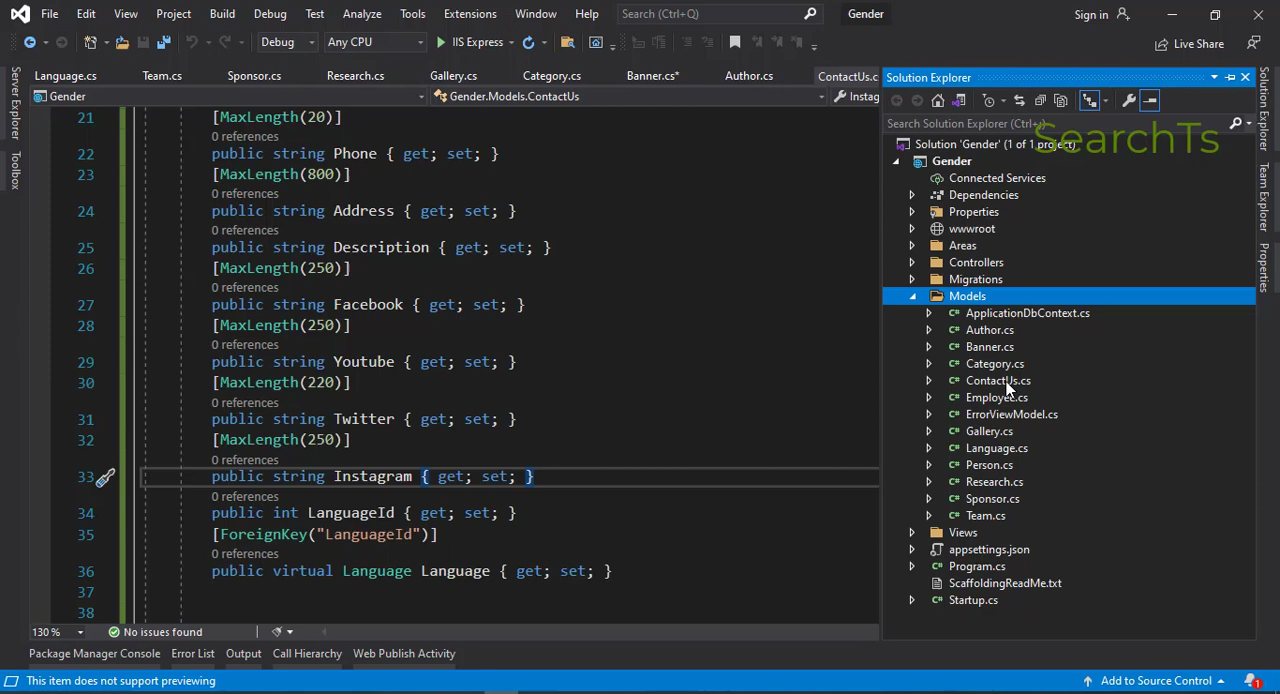 File Edit View Project Build Debug Test Analyze Tools Extensions Window Help Search (Ctrl+Q) Gender Sign in
Debug Any CPU IIS Express Live Share
Language.cs Team.cs Sponsor.cs Research.cs Gallery.cs Category.cs Banner.cs* Author.cs ContactUs.c
Gender Gender.Models.ContactUs Instag
21 [MaxLength(20)]
0 references
22 public string Phone { get; set; }
23 [MaxLength(800)]
0 references
24 public string Address { get; set; }
0 references
25 public string Description { get; set; }
26 [MaxLength(250)]
0 references
27 public string Facebook { get; set; }
28 [MaxLength(250)]
0 references
29 public string Youtube { get; set; }
30 [MaxLength(220)]
0 references
31 public string Twitter { get; set; }
32 [MaxLength(250)]
0 references
33 public string Instagram { get; set; }
0 references
34 public int LanguageId { get; set; }
35 [ForeignKey("LanguageId")]
0 references
36 public virtual Language Language { get; set; }
37
38
130 % No issues found
Package Manager Console Error List Output Call Hierarchy Web Publish Activity
This item does not support previewing Add to Source Control 1
Server Explorer
Toolbox
Solution Explorer
Search Solution Explorer (Ctrl+;)
SearchTs
Solution 'Gender' (1 of 1 project)
Gender
Connected Services
Dependencies
Properties
wwwroot
Areas
Controllers
Migrations
Models
C# ApplicationDbContext.cs
C# Author.cs
C# Banner.cs
C# Category.cs
C# ContactUs.cs
C# Employee.cs
C# ErrorViewModel.cs
C# Gallery.cs
C# Language.cs
C# Person.cs
C# Research.cs
C# Sponsor.cs
C# Team.cs
Views
appsettings.json
C# Program.cs
ScaffoldingReadMe.txt
C# Startup.cs
Solution Explorer
Team Explorer
Properties